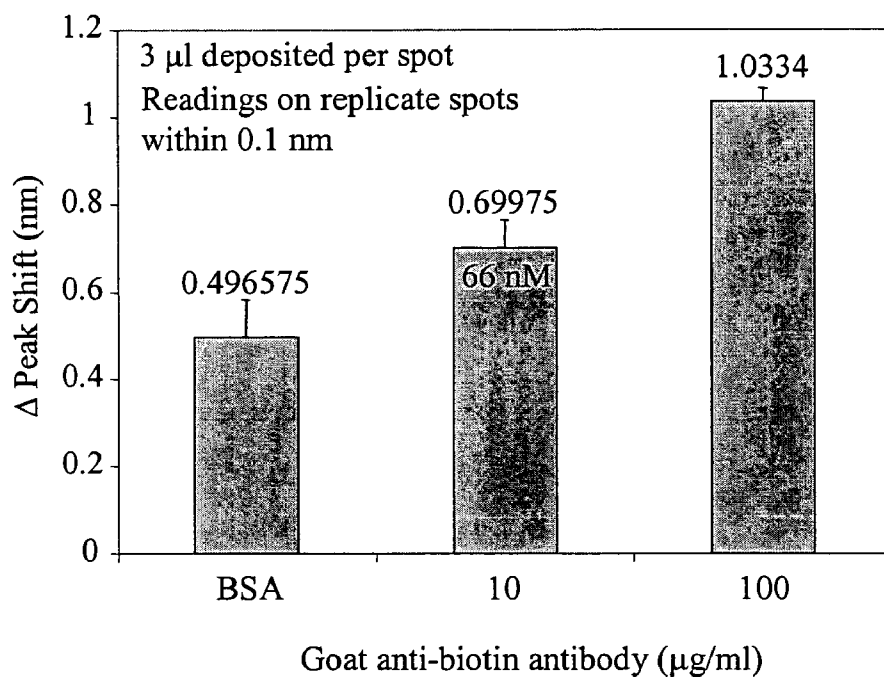 1.2
1
0.8
0.6
0.4
0.2
0
Δ Peak Shift (nm)
3 µl deposited per spot
Readings on replicate spots
within 0.1 nm
0.496575
0.69975
66 nM
1.0334
BSA
10
100
Goat anti-biotin antibody (µg/ml)